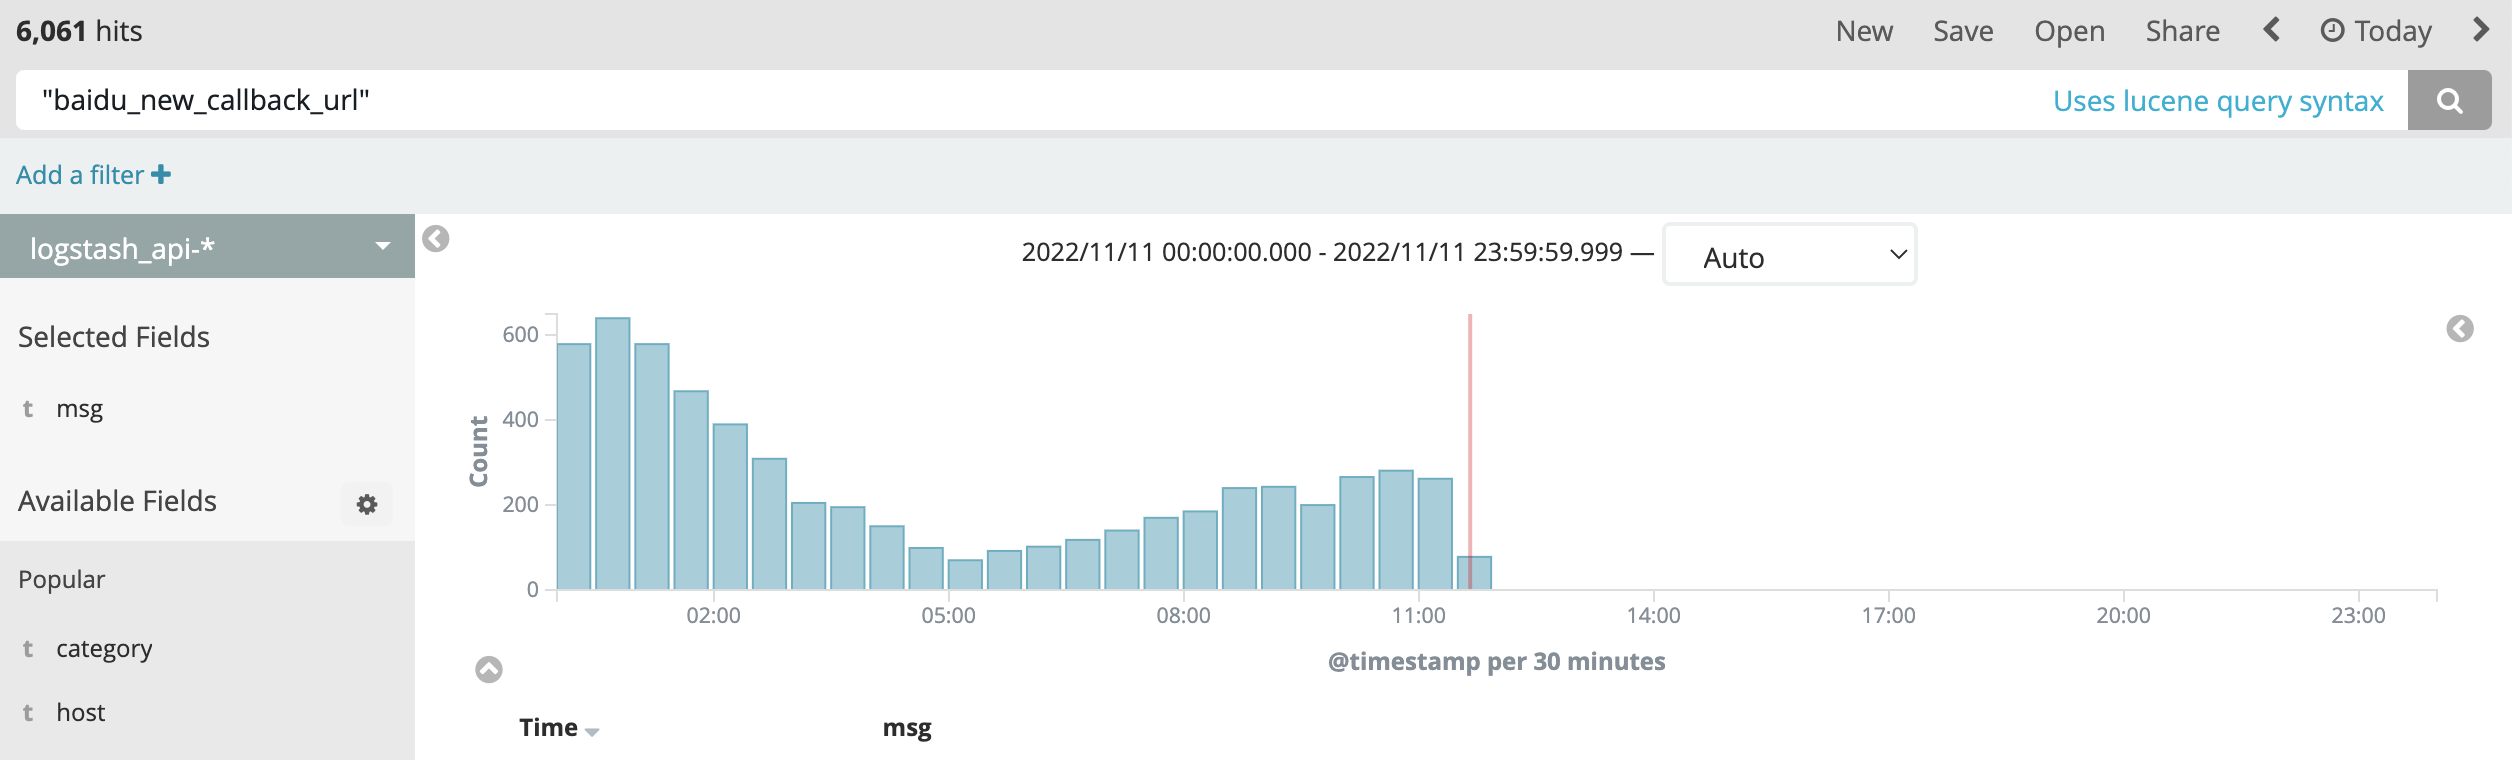 6,061 hits
New Save Open Share Today
"baidu_new_callback_url"
Uses lucene query syntax
Add a filter
logstash_api-*
2022/11/11 00:00:00.000 - 2022/11/11 23:59:59.999 —
Auto
Selected Fields
t msg
Available Fields
Popular
t category
t host
Count
600
400
200
0
02:00 05:00 08:00 11:00 14:00 17:00 20:00 23:00
@timestamp per 30 minutes
Time msg